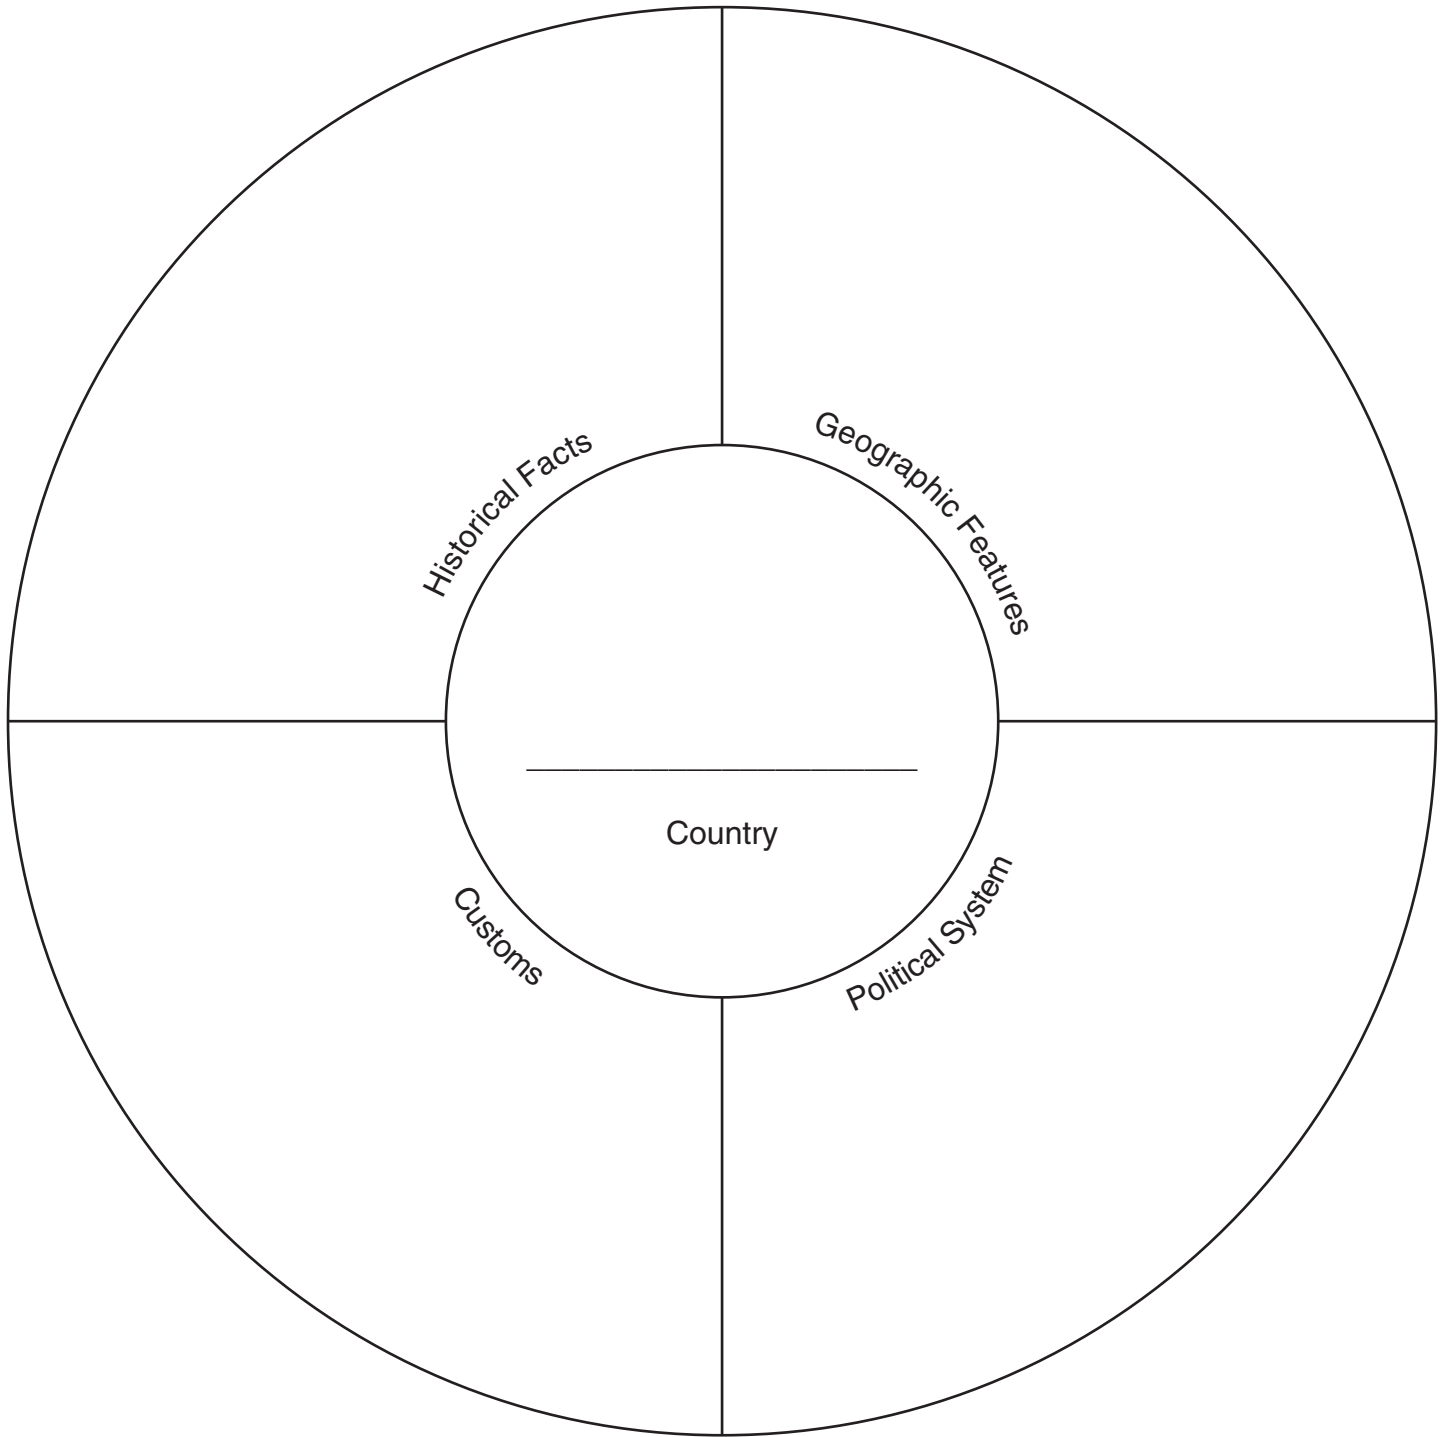 Historical Facts
Geographic Features
Country
Customs
Political System